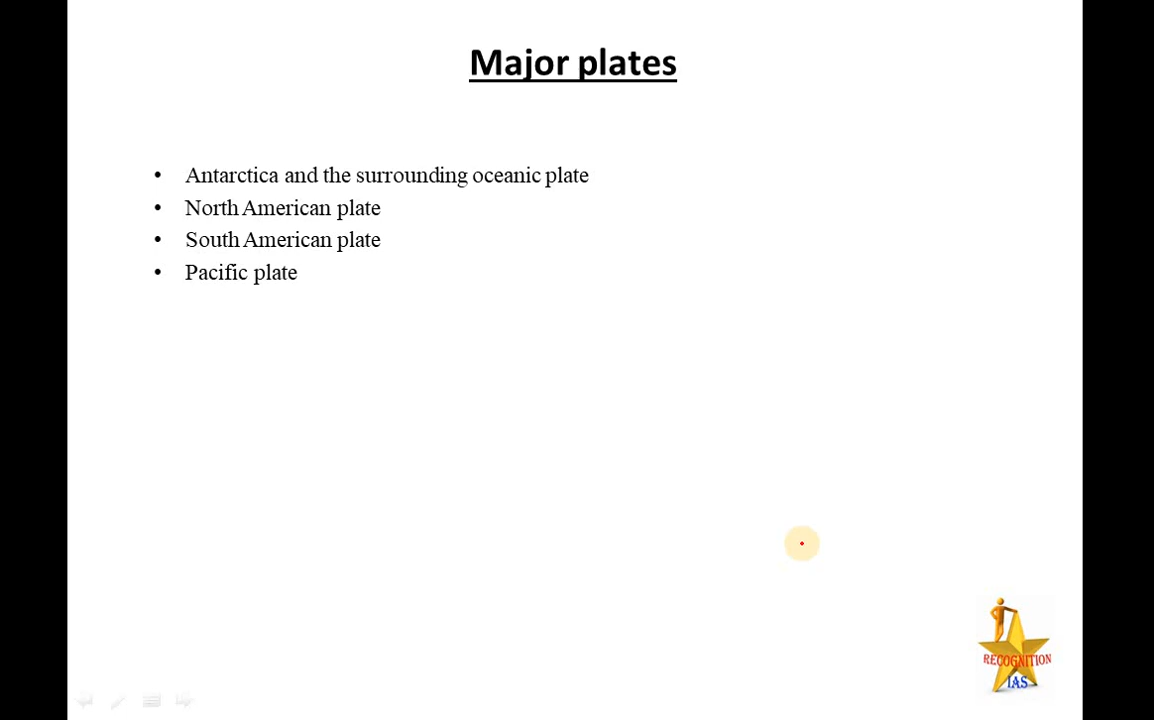 Major plates
• Antarctica and the surrounding oceanic plate
• North American plate
• South American plate
• Pacific plate
RECOGNITION
IAS